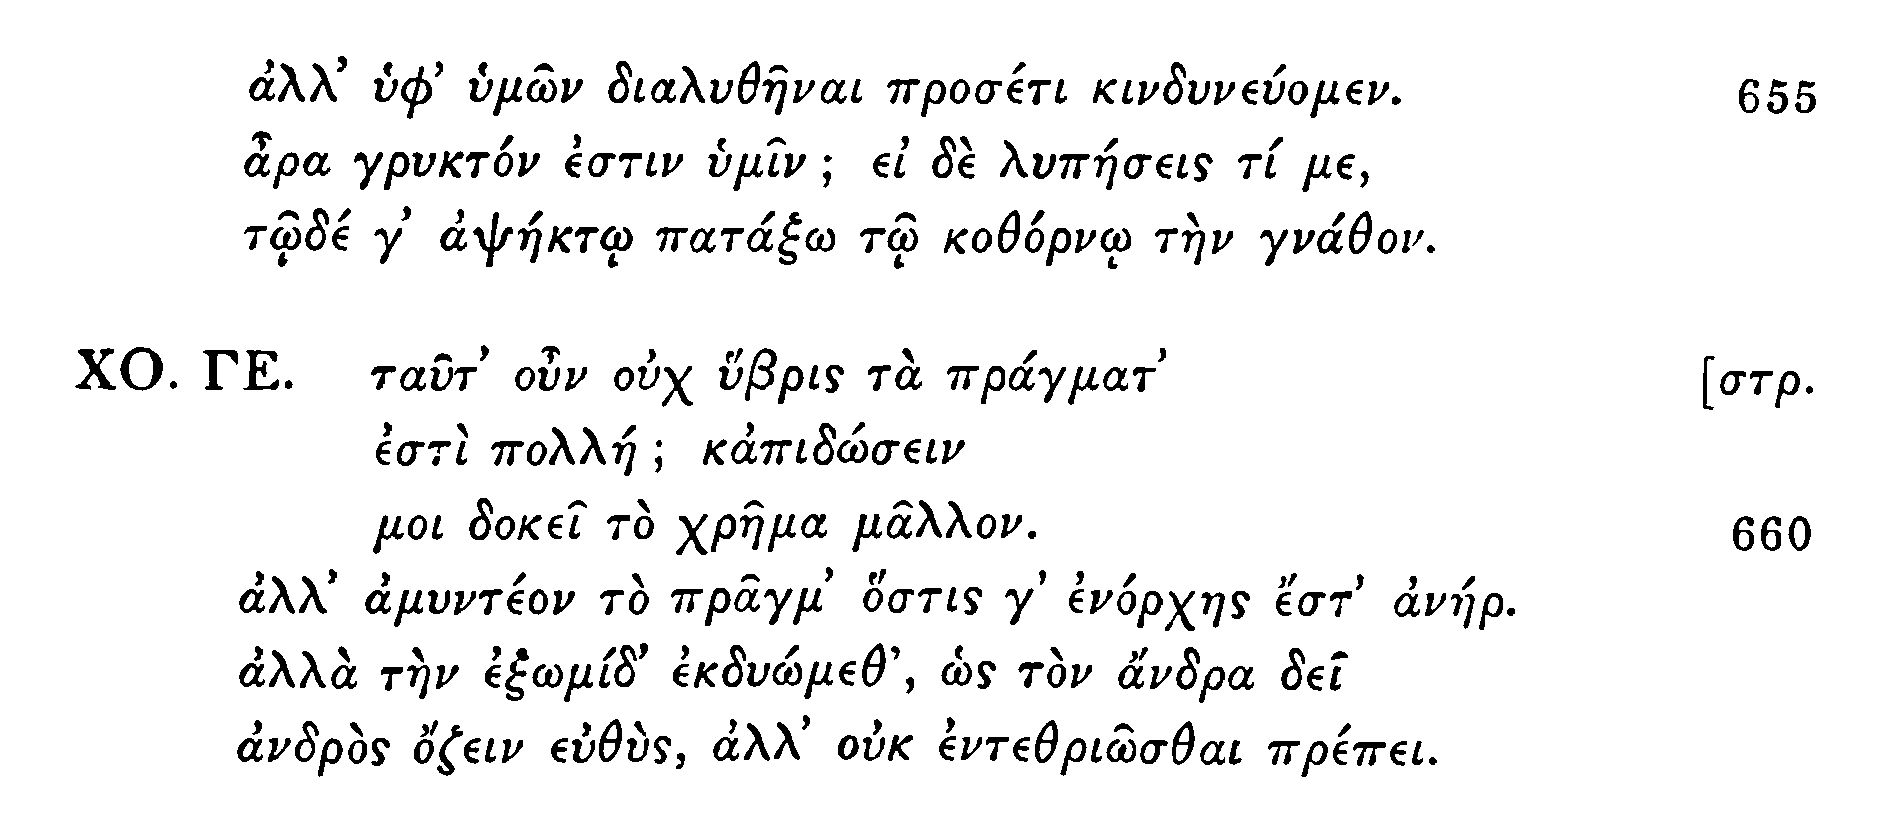 ἀλλ’ ὑφ’ ὑμῶν διαλυθῆναι προσέτι κινδυνεύομεν. 655
ἆρα γρυκτόν ἐστιν ὑμῖν ; εἰ δὲ λυπήσεις τί με,
τῷδέ γ’ ἀψήκτῳ πατάξω τῷ κοθόρνῳ τὴν γνάθον.
ΧΟ. ΓΕ. ταῦτ’ οὖν οὐχ ὕβρις τὰ πράγματ’ [στρ.
ἐστὶ πολλή ; κἀπιδώσειν
μοι δοκεῖ τὸ χρῆμα μᾶλλον. 660
ἀλλ’ ἀμυντέον τὸ πρᾶγμ’ ὅστις γ’ ἐνόρχης ἔστ’ ἀνήρ.
ἀλλὰ τὴν ἐξωμίδ’ ἐκδυώμεθ’, ὡς τὸν ἄνδρα δεῖ
ἀνδρὸς ὄζειν εὐθὺς, ἀλλ’ οὐκ ἐντεθριῶσθαι πρέπει.